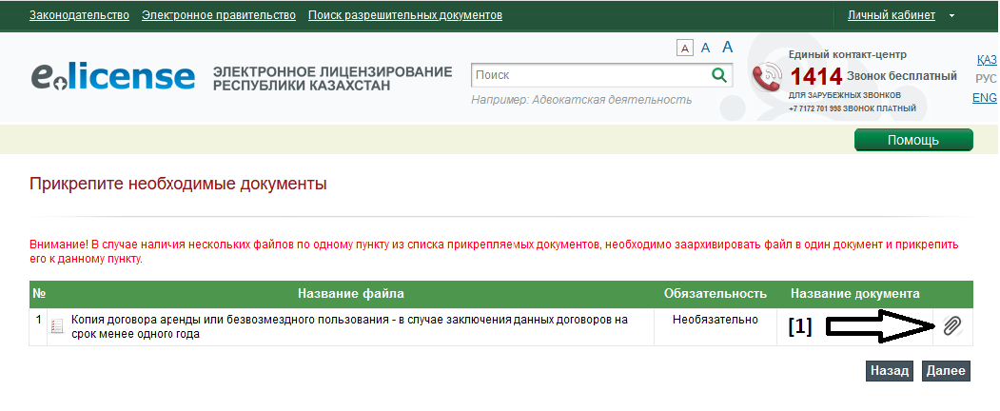 Законодательство Электронное правительство Поиск разрешительных документов Личный кабинет
A A A
e.license ЭЛЕКТРОННОЕ ЛИЦЕНЗИРОВАНИЕ
РЕСПУБЛИКИ КАЗАХСТАН
Поиск
Например: Адвокатская деятельность
Единый контакт-центр
1414 Звонок бесплатный
ДЛЯ ЗАРУБЕЖНЫХ ЗВОНКОВ
+7 7172 701 998 ЗВОНОК ПЛАТНЫЙ
ҚАЗ
РУС
ENG
Помощь
Прикрепите необходимые документы
Внимание! В случае наличия нескольких файлов по одному пункту из списка прикрепляемых документов, необходимо заархивировать файл в один документ и прикрепить
его к данному пункту.
№ Название файла Обязательность Название документа
1 Копия договора аренды или безвозмездного пользования - в случае заключения данных договоров на
срок менее одного года
Необязательно
[1]
Назад Далее